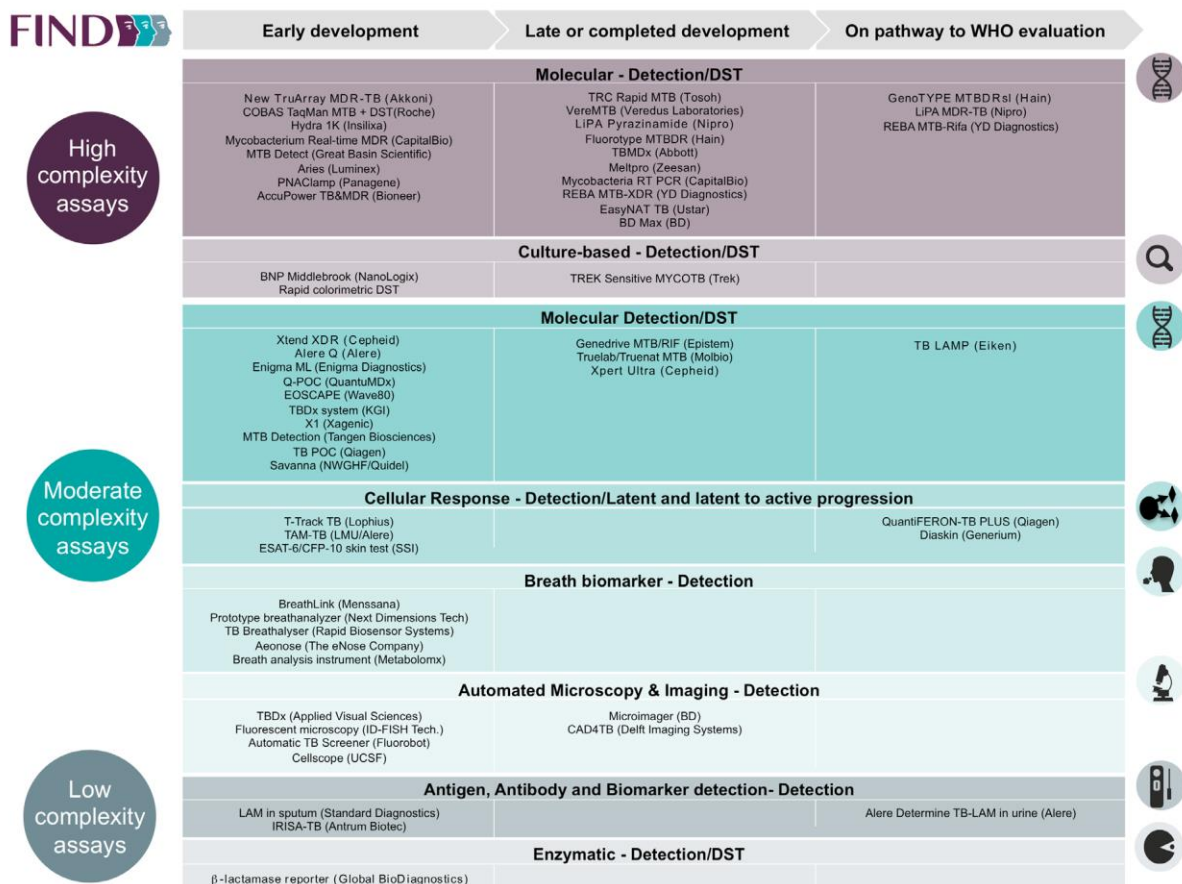 FIND
Early development
Late or completed development
On pathway to WHO evaluation
High
complexity
assays
Molecular - Detection/DST
New TruArray MDR-TB (Akkoni)
COBAS TaqMan MTB + DST(Roche)
Hydra 1K (Insilixa)
Mycobacterium Real-time MDR (CapitalBio)
MTB Detect (Great Basin Scientific)
Aries (Luminex)
PNAClamp (Panagene)
AccuPower TB&MDR (Bioneer)
TRC Rapid MTB (Tosoh)
VereMTB (Veredus Laboratories)
LiPA Pyrazinamide (Nipro)
Fluorotype MTBDR (Hain)
TBMDx (Abbott)
Meltpro (Zeesan)
Mycobacteria RT PCR (CapitalBio)
REBA MTB-XDR (YD Diagnostics)
EasyNAT TB (Ustar)
BD Max (BD)
GenoTYPE MTBDRsl (Hain)
LiPA MDR-TB (Nipro)
REBA MTB-Rifa (YD Diagnostics)
Culture-based - Detection/DST
BNP Middlebrook (NanoLogix)
Rapid colorimetric DST
TREK Sensitive MYCOTB (Trek)
Moderate
complexity
assays
Molecular Detection/DST
Xtend XDR (Cepheid)
Alere Q (Alere)
Enigma ML (Enigma Diagnostics)
Q-POC (QuantuMDx)
EOSCAPE (Wave80)
TBDx system (KGI)
X1 (Xagenic)
MTB Detection (Tangen Biosciences)
TB POC (Qiagen)
Savanna (NWGHF/Quidel)
Genedrive MTB/RIF (Epistem)
Truelab/Truenat MTB (Molbio)
Xpert Ultra (Cepheid)
TB LAMP (Eiken)
Cellular Response - Detection/Latent and latent to active progression
T-Track TB (Lophius)
TAM-TB (LMU/Alere)
ESAT-6/CFP-10 skin test (SSI)
QuantiFERON-TB PLUS (Qiagen)
Diaskin (Generium)
Breath biomarker - Detection
BreathLink (Menssana)
Prototype breathanalyzer (Next Dimensions Tech)
TB Breathalyser (Rapid Biosensor Systems)
Aeonose (The eNose Company)
Breath analysis instrument (Metabolomx)
Automated Microscopy & Imaging - Detection
TBDx (Applied Visual Sciences)
Fluorescent microscopy (ID-FISH Tech.)
Automatic TB Screener (Fluorobot)
Cellscope (UCSF)
Microimager (BD)
CAD4TB (Delft Imaging Systems)
Low
complexity
assays
Antigen, Antibody and Biomarker detection- Detection
LAM in sputum (Standard Diagnostics)
IRISA-TB (Antrum Biotec)
Alere Determine TB-LAM in urine (Alere)
Enzymatic - Detection/DST
β-lactamase reporter (Global BioDiagnostics)